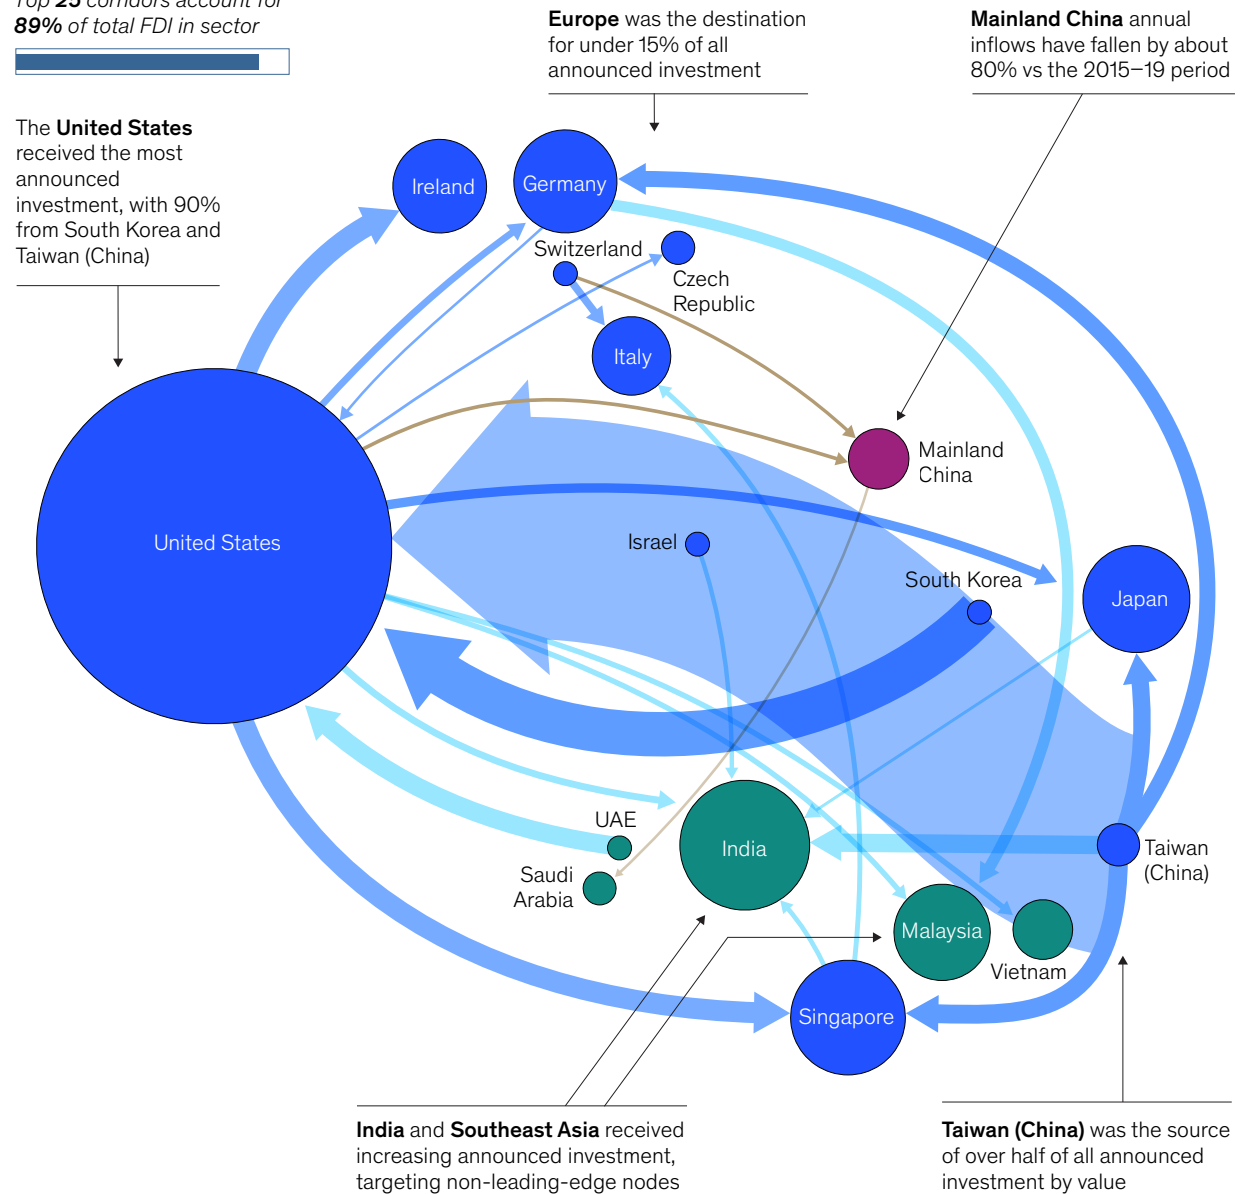 Top 25 corridors account for
89% of total FDI in sector
Europe was the destination
for under 15% of all
announced investment
Mainland China annual
inflows have fallen by about
80% vs the 2015–19 period
The United States
received the most
announced
investment, with 90%
from South Korea and
Taiwan (China)
Ireland
Germany
Switzerland
Czech
Republic
Italy
Mainland
China
United States
Israel
South Korea
Japan
UAE
India
Taiwan
(China)
Saudi
Arabia
Malaysia
Vietnam
Singapore
India and Southeast Asia received
increasing announced investment,
targeting non-leading-edge nodes
Taiwan (China) was the source
of over half of all announced
investment by value